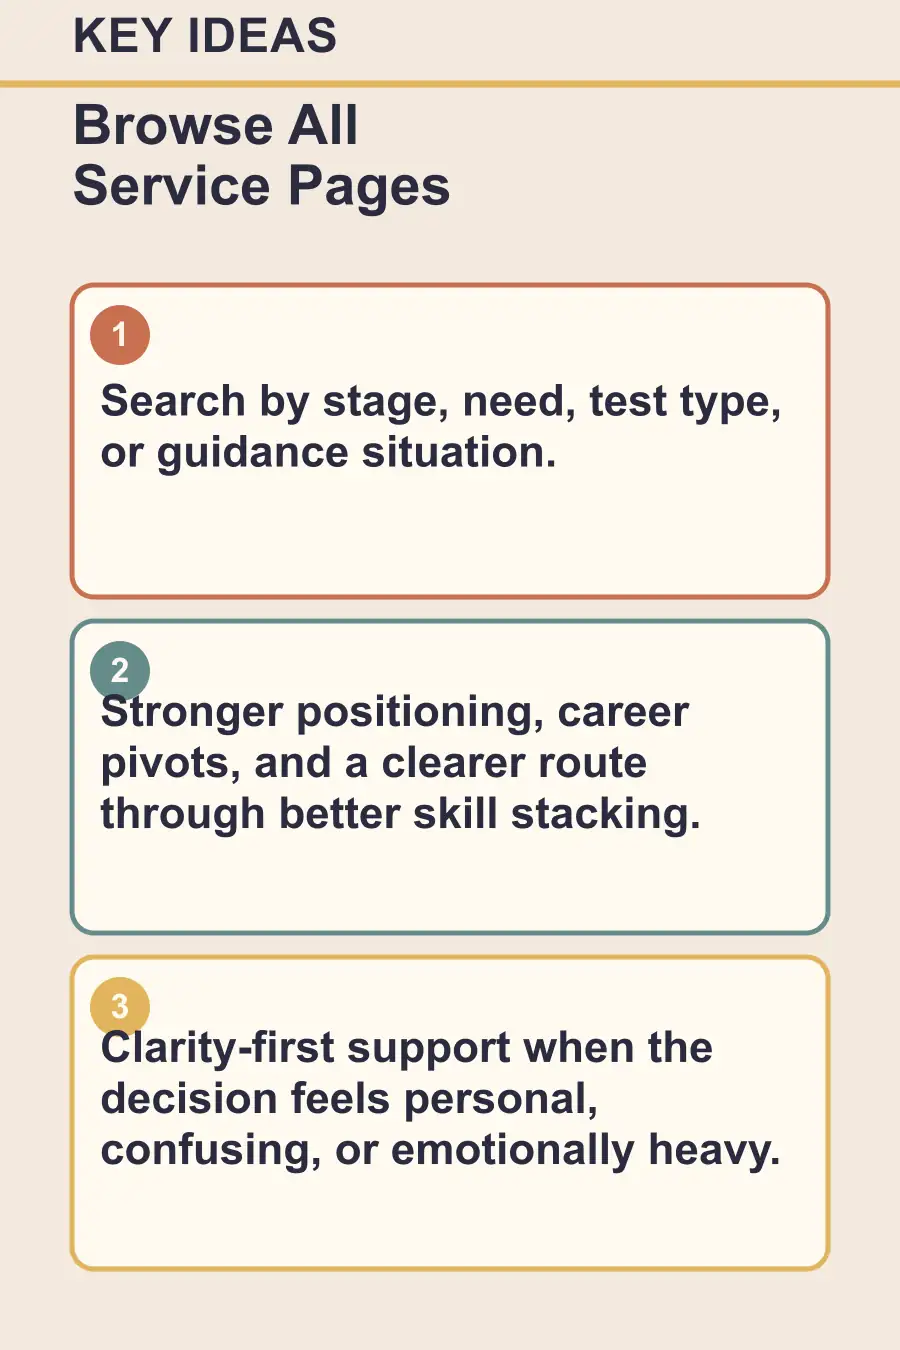 KEY IDEAS
Browse All
Service Pages
1
Search by stage, need, test type,
or guidance situation.
2
Stronger positioning, career
pivots, and a clearer route
through better skill stacking.
3
Clarity-first support when the
decision feels personal,
confusing, or emotionally heavy.